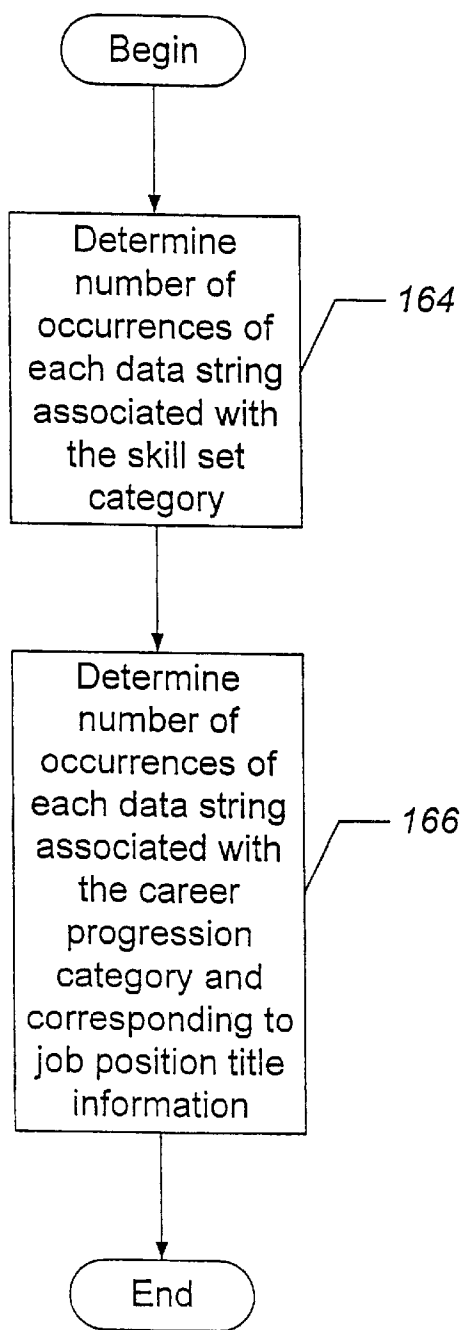 Begin
Determine
number of
occurrences of
each data string
associated with
the skill set
category
164
Determine
number of
occurrences of
each data string
associated with
the career
progression
category and
corresponding to
job position title
information
166
End